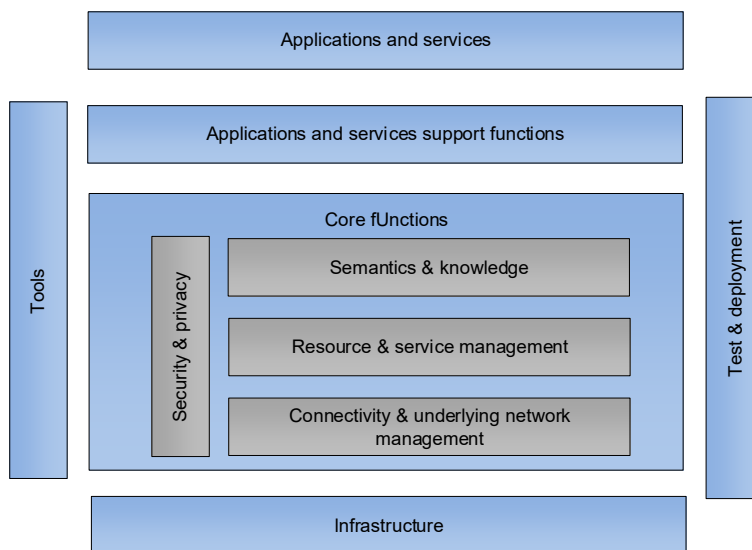 Applications and services
Applications and services support functions
Core fUnctions
Semantics & knowledge
Resource & service management
Connectivity & underlying network
management
Security & privacy
Tools
Test & deployment
Infrastructure